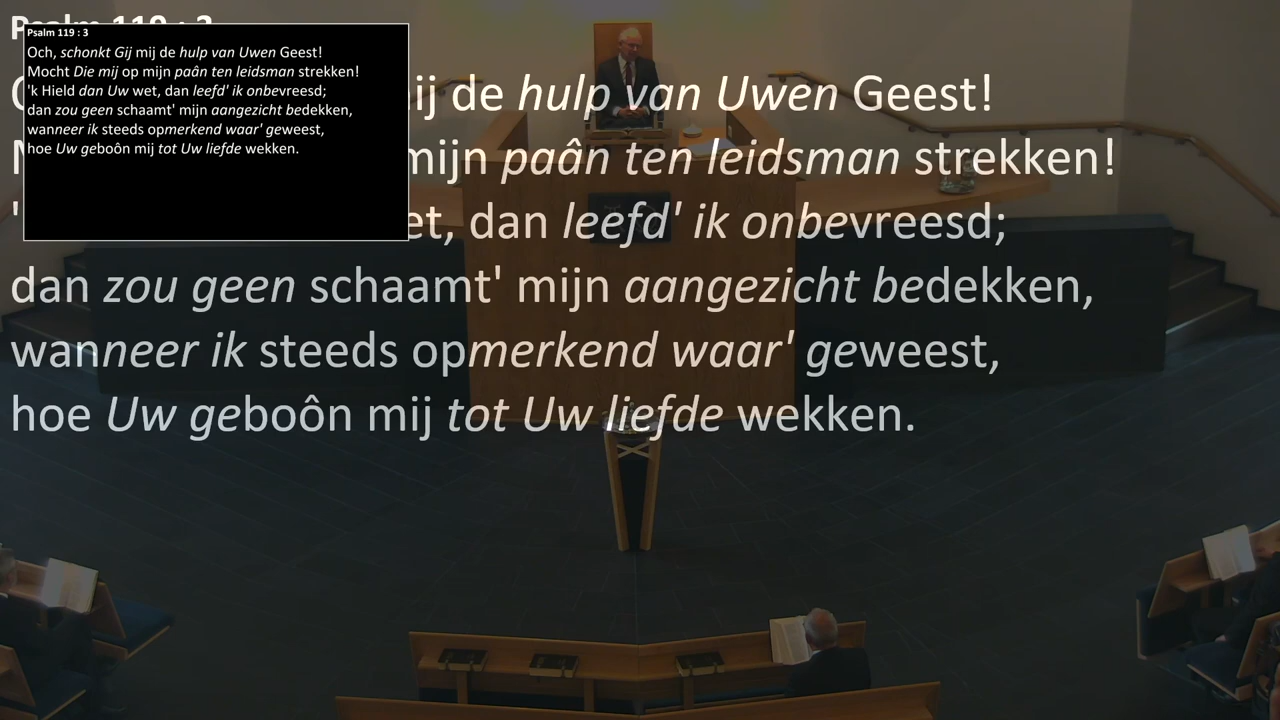 Psalm 119 : 3
Psalm 119 : 3
Och, schonkt Gij mij de hulp van Uwen Geest!
Mocht Die mij op mijn paân ten leidsman strekken!
'k Hield dan Uw wet, dan leefd' ik onbevreesd;
dan zou geen schaamt' mijn aangezicht bedekken,
wanneer ik steeds opmerkend waar' geweest,
hoe Uw geboôn mij tot Uw liefde wekken.
ij de hulp van Uwen Geest!
mijn paân ten leidsman strekken!
et, dan leefd' ik onbevreesd;
dan zou geen schaamt' mijn aangezicht bedekken,
wanneer ik steeds opmerkend waar' geweest,
hoe Uw geboôn mij tot Uw liefde wekken.